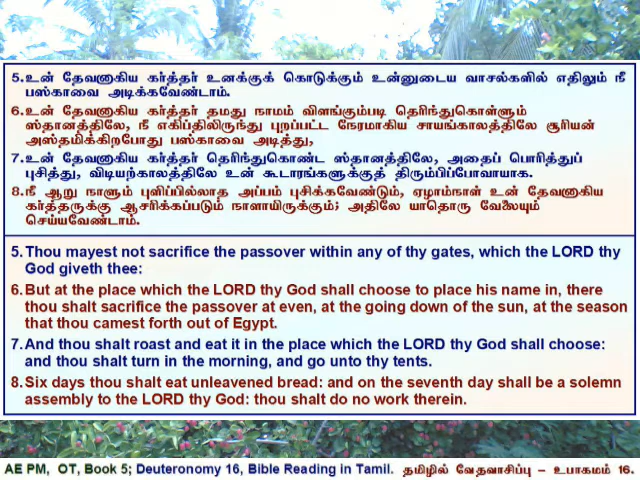 5. உன் தேவனாகிய கர்த்தர் உனக்குக் கொடுக்கும் உன்னுடைய வாசல்களில் எதிலும் நீ
பஸ்காவை அடிக்கவேண்டாம்.
6. உன் தேவனாகிய கர்த்தர் தமது நாமம் விளங்கும்படி தெரிந்துகொள்ளும்
ஸ்தானத்திலே, நீ எகிப்திலிருந்து புறப்பட்ட நேரமாகிய சாயங்காலத்திலே சூரியன்
அஸ்தமிக்கிறபோது பஸ்காவை அடித்து,
7. உன் தேவனாகிய கர்த்தர் தெரிந்துகொண்ட ஸ்தானத்திலே, அதைப் பொரித்துப்
புசித்து, விடியற்காலத்திலே உன் கூடாரங்களுக்குத் திரும்பிப்போவாயாக.
8. நீ ஆறு நாளும் புளிப்பில்லாத அப்பம் புசிக்கவேண்டும், ஏழாம்நாள் உன் தேவனாகிய
கர்த்தருக்கு ஆசரிக்கப்படும் நாளாயிருக்கும்; அதிலே யாதொரு வேலையும்
செய்யவேண்டாம்.
5. Thou mayest not sacrifice the passover within any of thy gates, which the LORD thy
God giveth thee:
6. But at the place which the LORD thy God shall choose to place his name in, there
thou shalt sacrifice the passover at even, at the going down of the sun, at the season
that thou camest forth out of Egypt.
7. And thou shalt roast and eat it in the place which the LORD thy God shall choose:
and thou shalt turn in the morning, and go unto thy tents.
8. Six days thou shalt eat unleavened bread: and on the seventh day shall be a solemn
assembly to the LORD thy God: thou shalt do no work therein.
AE PM, OT, Book 5; Deuteronomy 16, Bible Reading in Tamil. தமிழில் வேதவாசிப்பு – உபாகமம் 16.